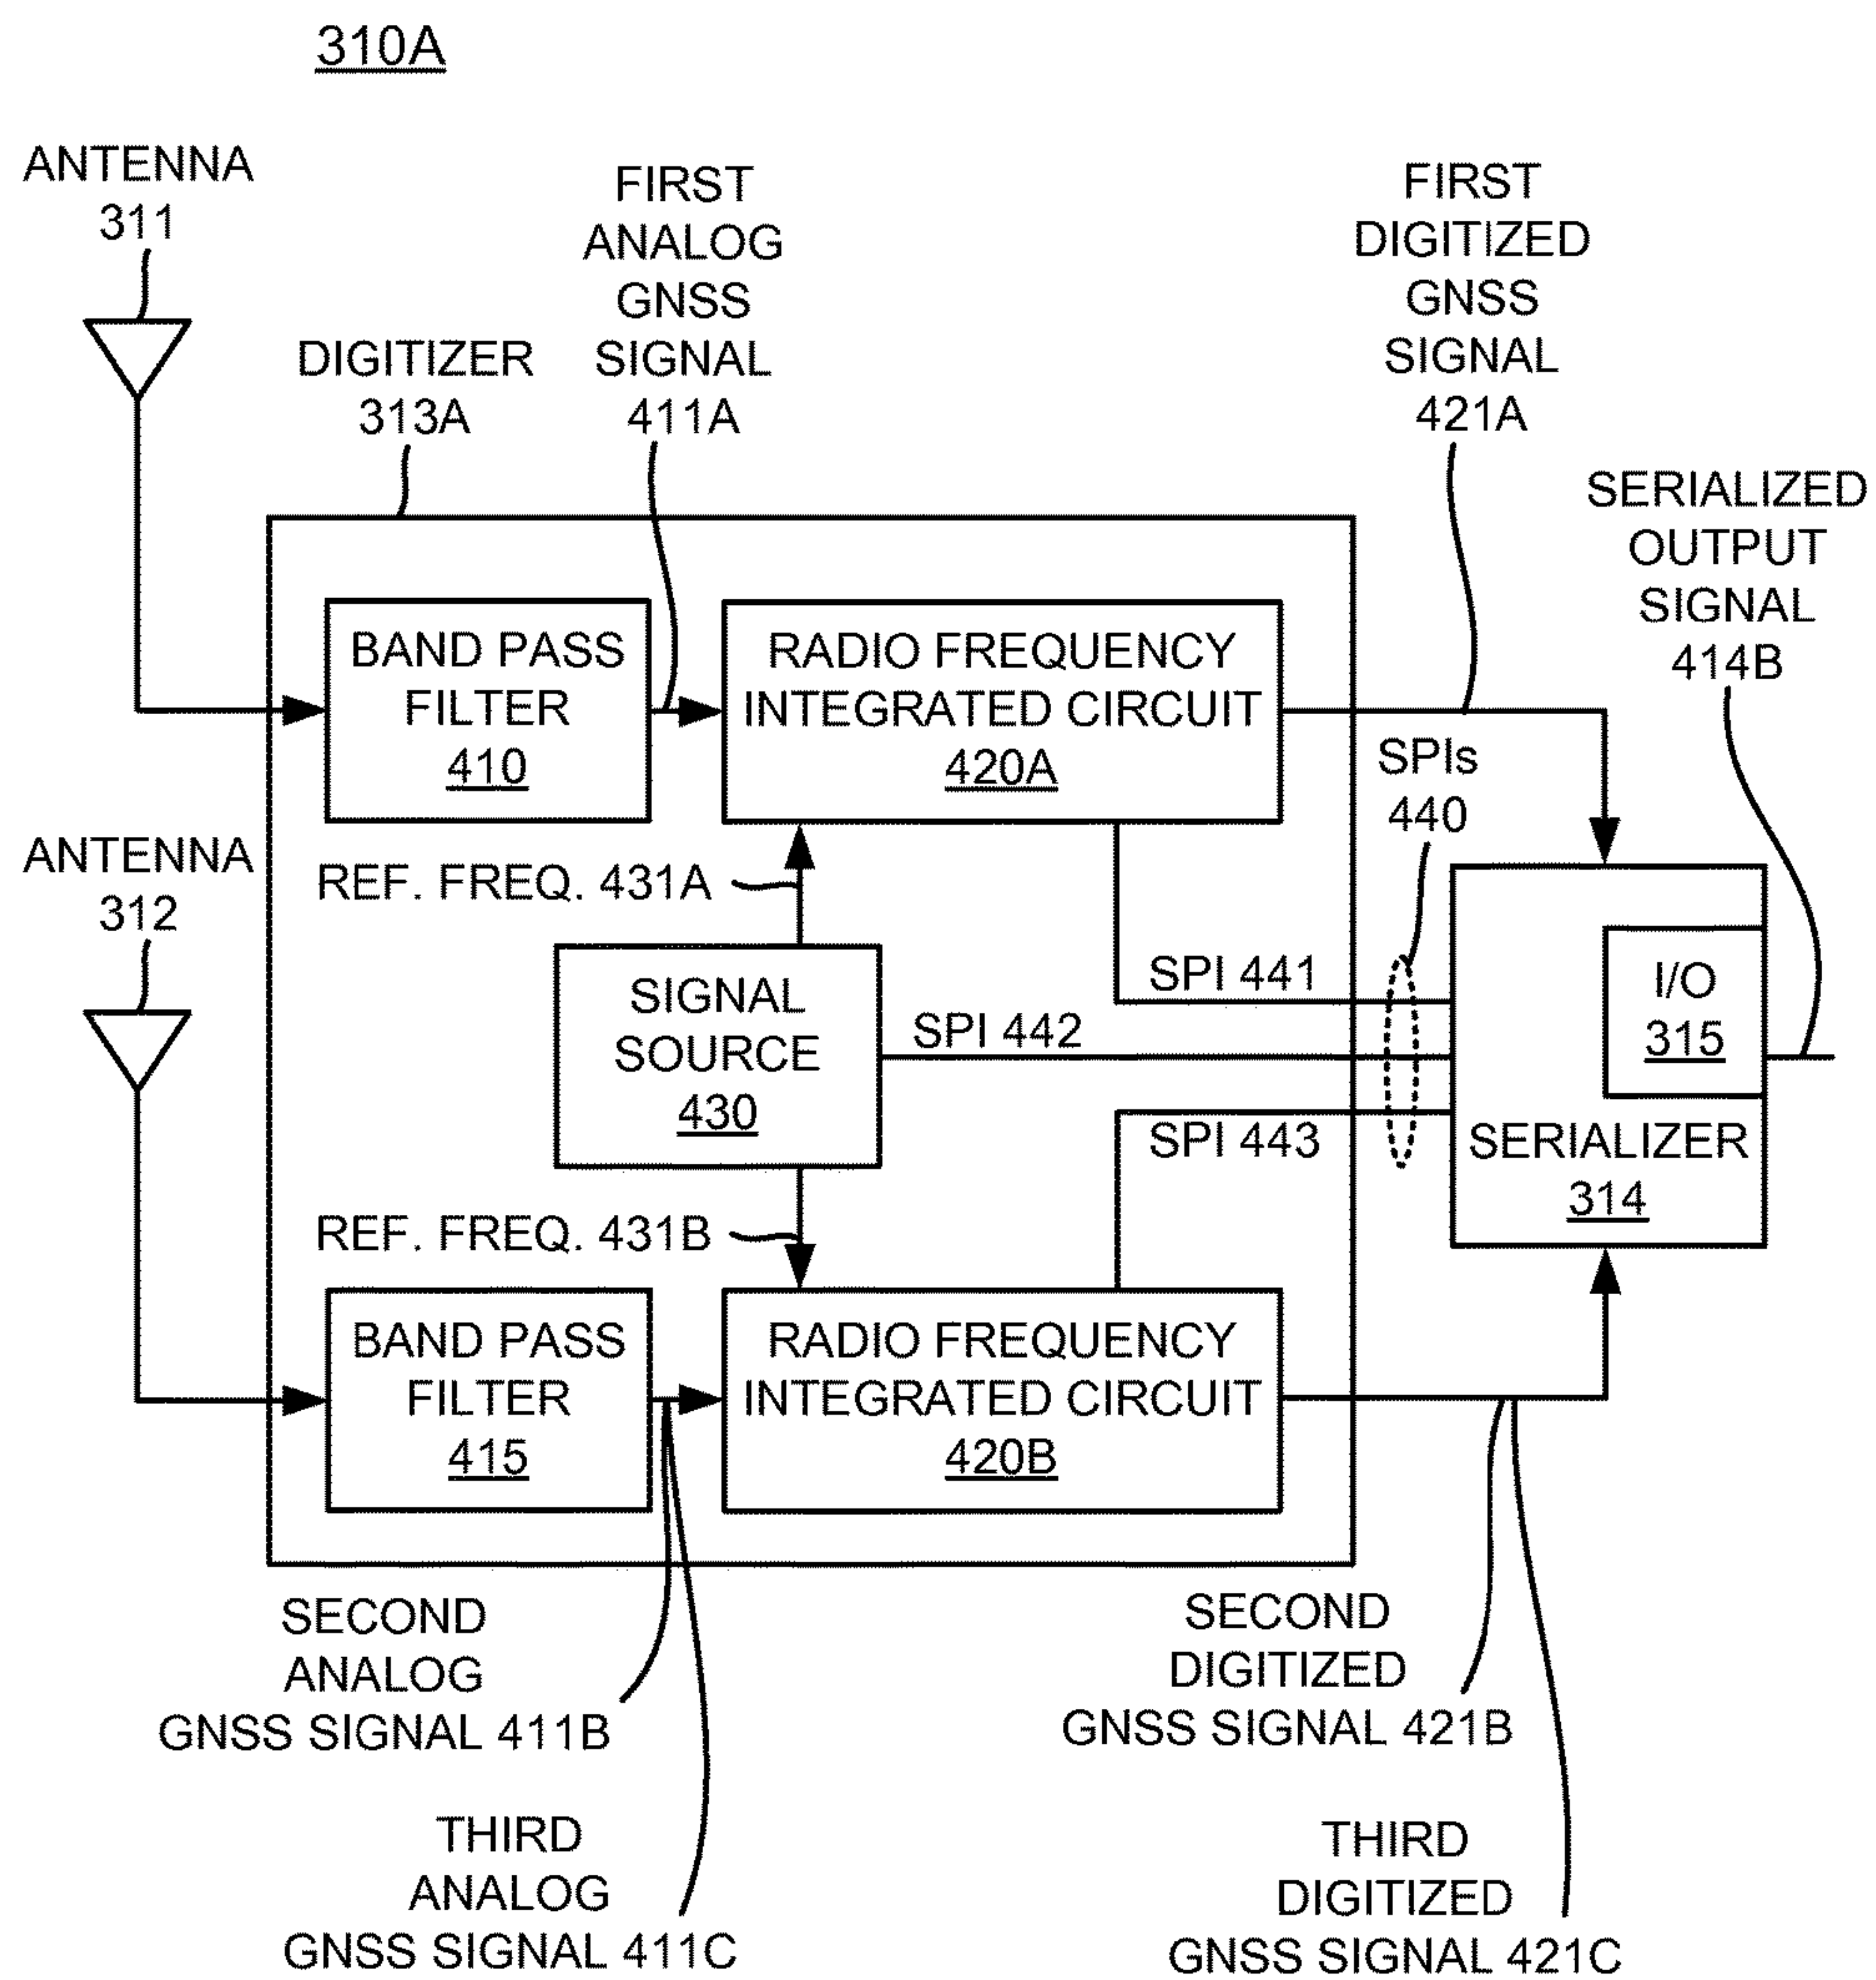 310A
ANTENNA
311
FIRST
ANALOG
GNSS
SIGNAL
411A
FIRST
DIGITIZED
GNSS
SIGNAL
421A
DIGITIZER
313A
SERIALIZED
OUTPUT
SIGNAL
414B
BAND PASS
FILTER
410
RADIO FREQUENCY
INTEGRATED CIRCUIT
420A
SPIs
440
ANTENNA
312
REF. FREQ. 431A
SIGNAL
SOURCE
430
SPI 441
SPI 442
SPI 443
I/O
315
SERIALIZER
314
REF. FREQ. 431B
BAND PASS
FILTER
415
RADIO FREQUENCY
INTEGRATED CIRCUIT
420B
SECOND
ANALOG
GNSS SIGNAL 411B
SECOND
DIGITIZED
GNSS SIGNAL 421B
THIRD
ANALOG
GNSS SIGNAL 411C
THIRD
DIGITIZED
GNSS SIGNAL 421C